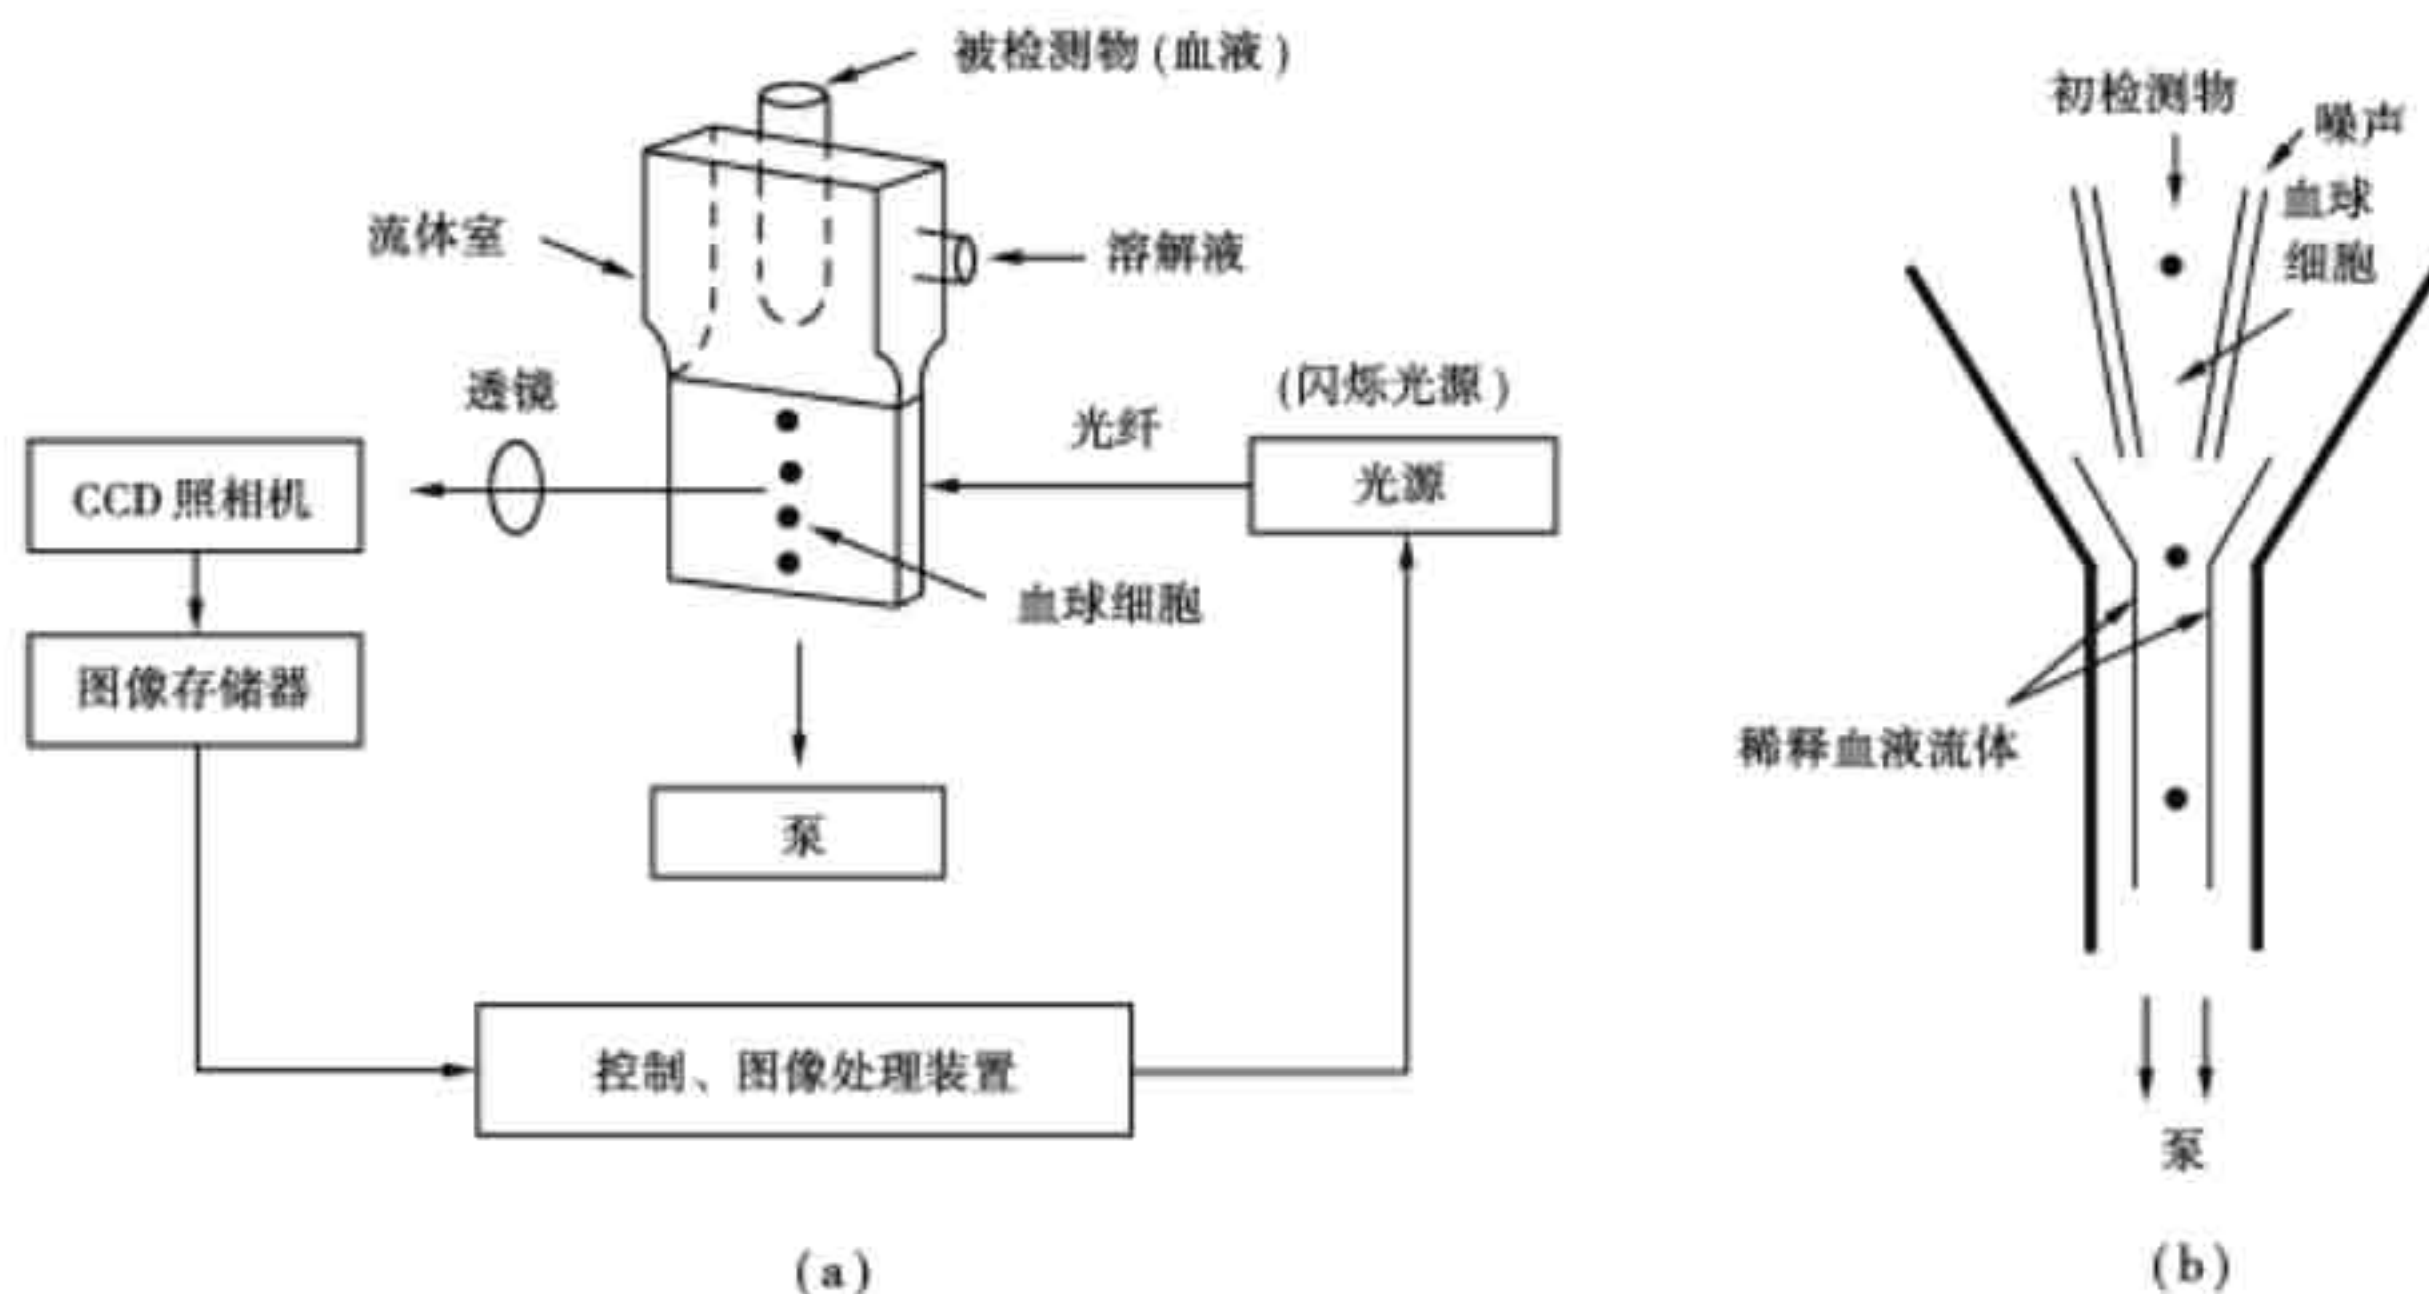 被检测物(血液)
流体室
溶解液
透镜
(闪烁光源)
光纤
CCD 照相机
光源
血球细胞
图像存储器
泵
控制、图像处理装置
(a)
初检测物
噪声
血球
细胞
稀释血液流体
泵
(b)